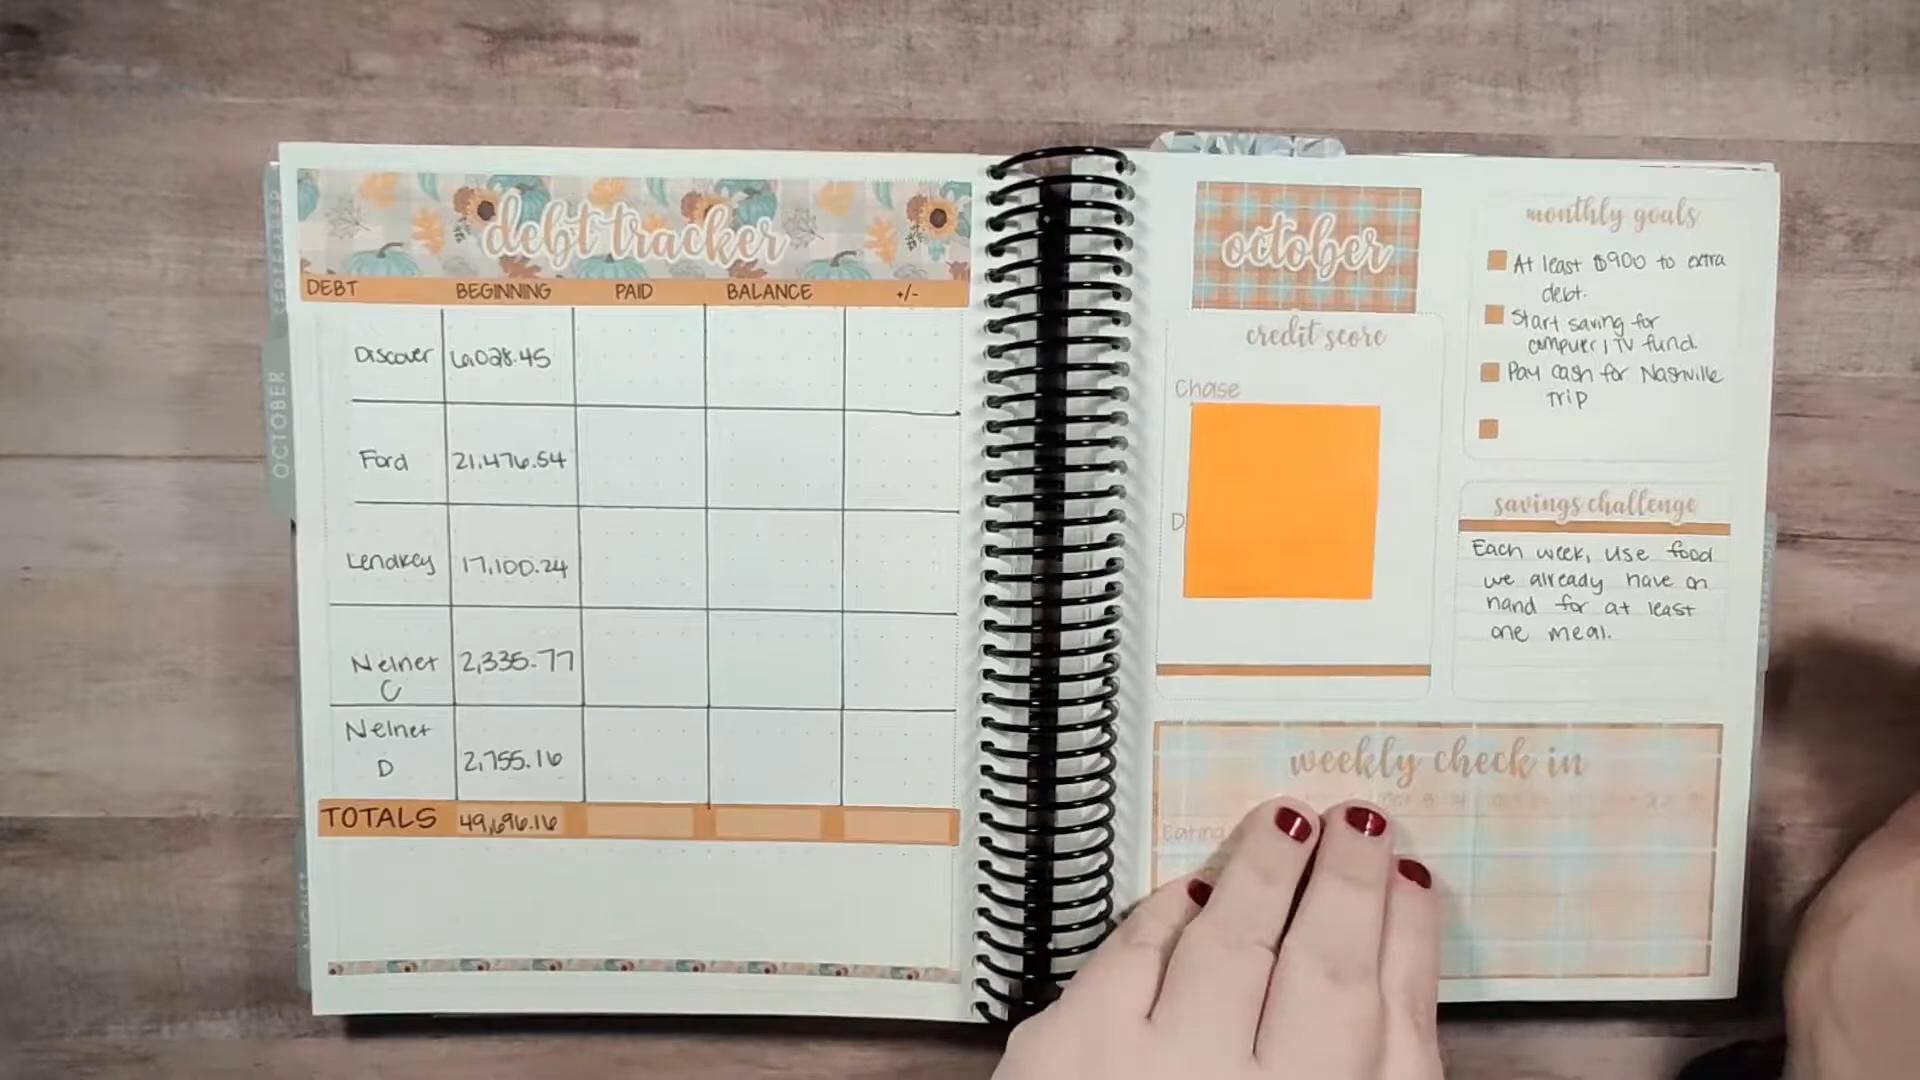 SEPTEMBER
OCTOBER
debt tracker
DEBT BEGINNING PAID BALANCE +/-
Discover 6,028.45
Ford 21,476.54
Lendkey 17,100.24
Nelnet 2,335.77
C
Nelnet
D 2,755.16
TOTALS 49,696.16
october
credit score
Chase
D
monthly goals
At least $900 to extra
debt.
Start saving for
computer/TV fund.
Pay cash for Nashville
Trip
savings challenge
Each week, use food
we already have on
hand for at least
one meal.
weekly check in
Eating